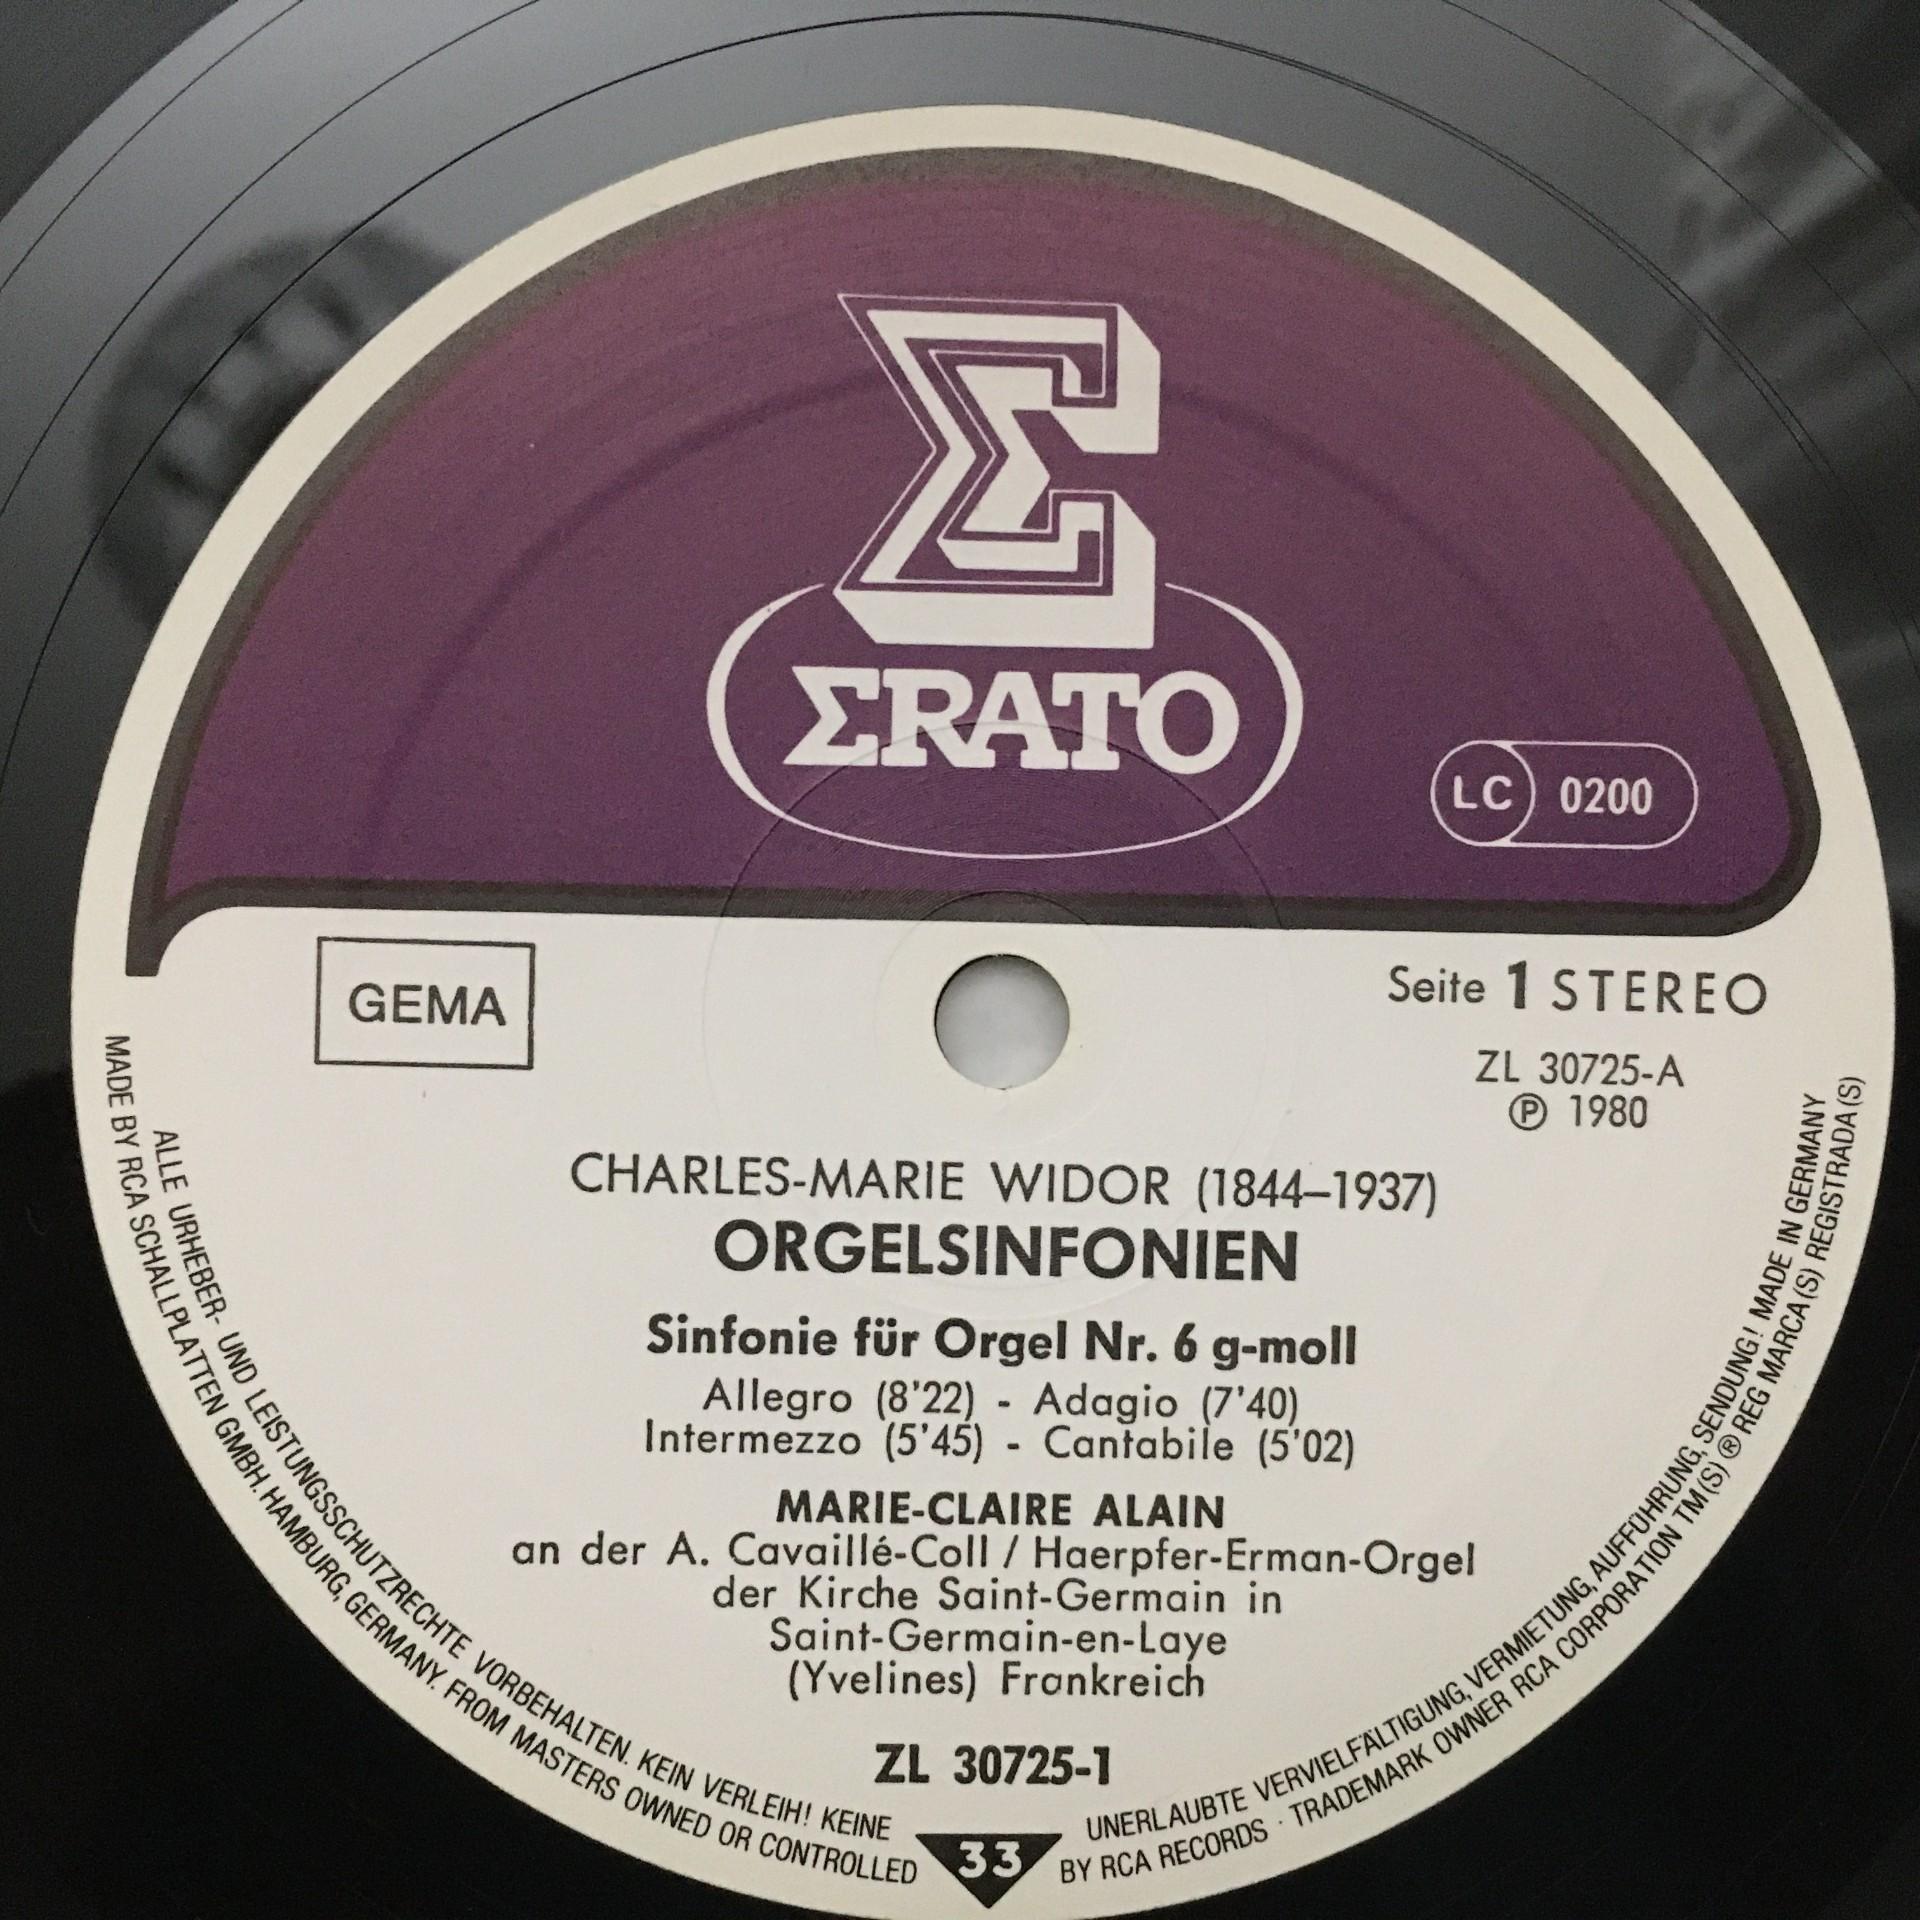 Σ
ΣRATO
LC 0200
GEMA
Seite 1 STEREO
ZL 30725-A
Ⓟ 1980
CHARLES-MARIE WIDOR (1844–1937)
ORGELSINFONIEN
Sinfonie für Orgel Nr. 6 g-moll
Allegro (8'22) - Adagio (7'40)
Intermezzo (5'45) - Cantabile (5'02)
MARIE-CLAIRE ALAIN
an der A. Cavaillé-Coll / Haerpfer-Erman-Orgel
der Kirche Saint-Germain in
Saint-Germain-en-Laye
(Yvelines) Frankreich
ZL 30725-1
33
ALLE URHEBER- UND LEISTUNGSSCHUTZRECHTE VORBEHALTEN. KEIN VERLEIH! KEINE UNERLAUBTE VERVIELFÄLTIGUNG, VERMIETUNG, AUFFÜHRUNG, SENDUNG! MADE IN GERMANY
MADE BY RCA SCHALLPLATTEN GMBH. HAMBURG, GERMANY. FROM MASTERS OWNED OR CONTROLLED BY RCA RECORDS · TRADEMARK OWNER RCA CORPORATION TM(S) ® REG MARCA(S) REGISTRADA(S)